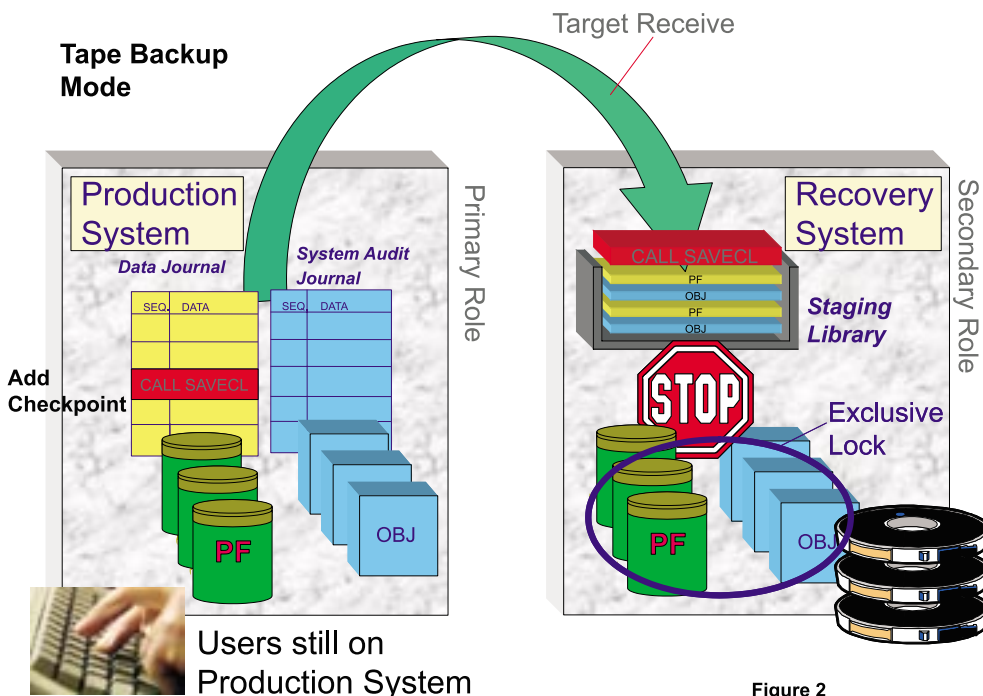 Target Receive
Tape Backup
Mode
Production
System
Primary Role
Recovery
System
Secondary Role
Data Journal
System Audit
Journal
SEQ. DATA
SEQ. DATA
CALL SAVECL
PF
OBJ
PF
OBJ
Staging
Library
Add
Checkpoint
CALL SAVECL
STOP
Exclusive
Lock
PF
OBJ
PF
OBJ
Users still on
Production System
Figure 2